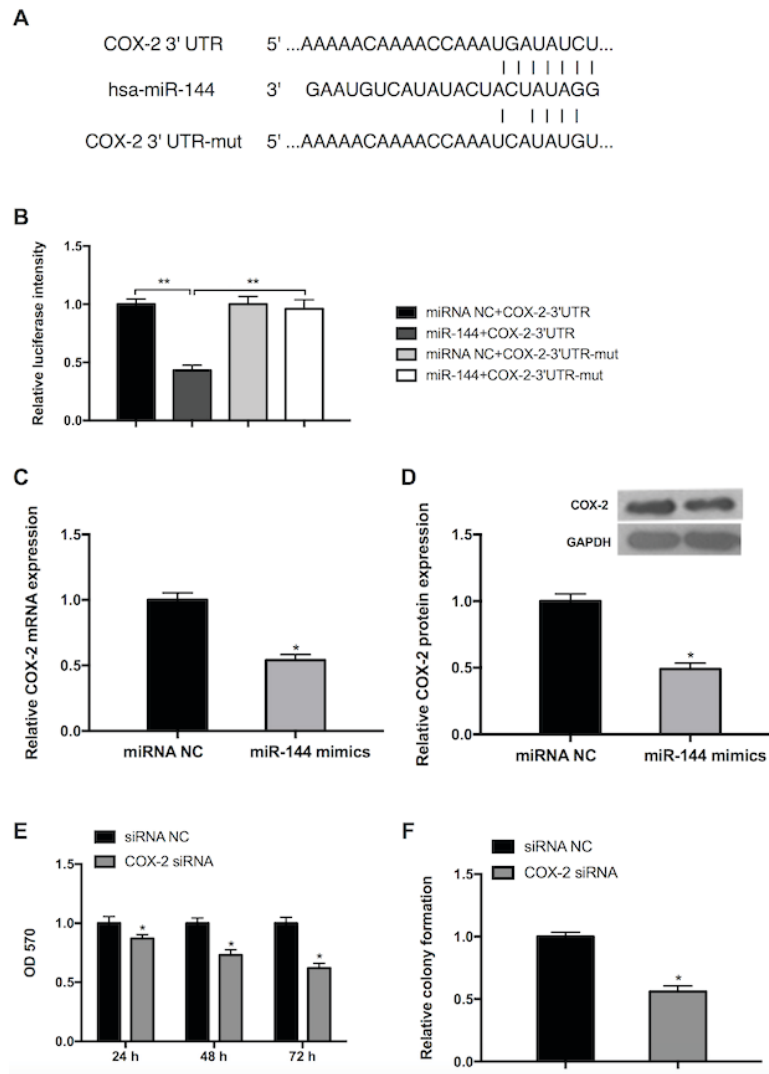 A
COX-2 3' UTR 5' ...AAAAACAAAACCAAAUGAUAUCU...
hsa-miR-144 3' GAAUGUCAUAUACUACUAUAGG
COX-2 3' UTR-mut 5' ...AAAAACAAAACCAAAUCAUAUGU...
B
Relative luciferase intensity
1.5
1.0
0.5
0.0
** **
miRNA NC+COX-2-3'UTR
miR-144+COX-2-3'UTR
miRNA NC+COX-2-3'UTR-mut
miR-144+COX-2-3'UTR-mut
C
Relative COX-2 mRNA expression
1.5
1.0
0.5
0.0
*
miRNA NC miR-144 mimics
D
COX-2
GAPDH
Relative COX-2 protein expression
1.5
1.0
0.5
0.0
*
miRNA NC miR-144 mimics
E
siRNA NC
COX-2 siRNA
OD 570
1.5
1.0
0.5
0.0
* * *
24 h 48 h 72 h
F
siRNA NC
COX-2 siRNA
Relative colony formation
1.5
1.0
0.5
0.0
*